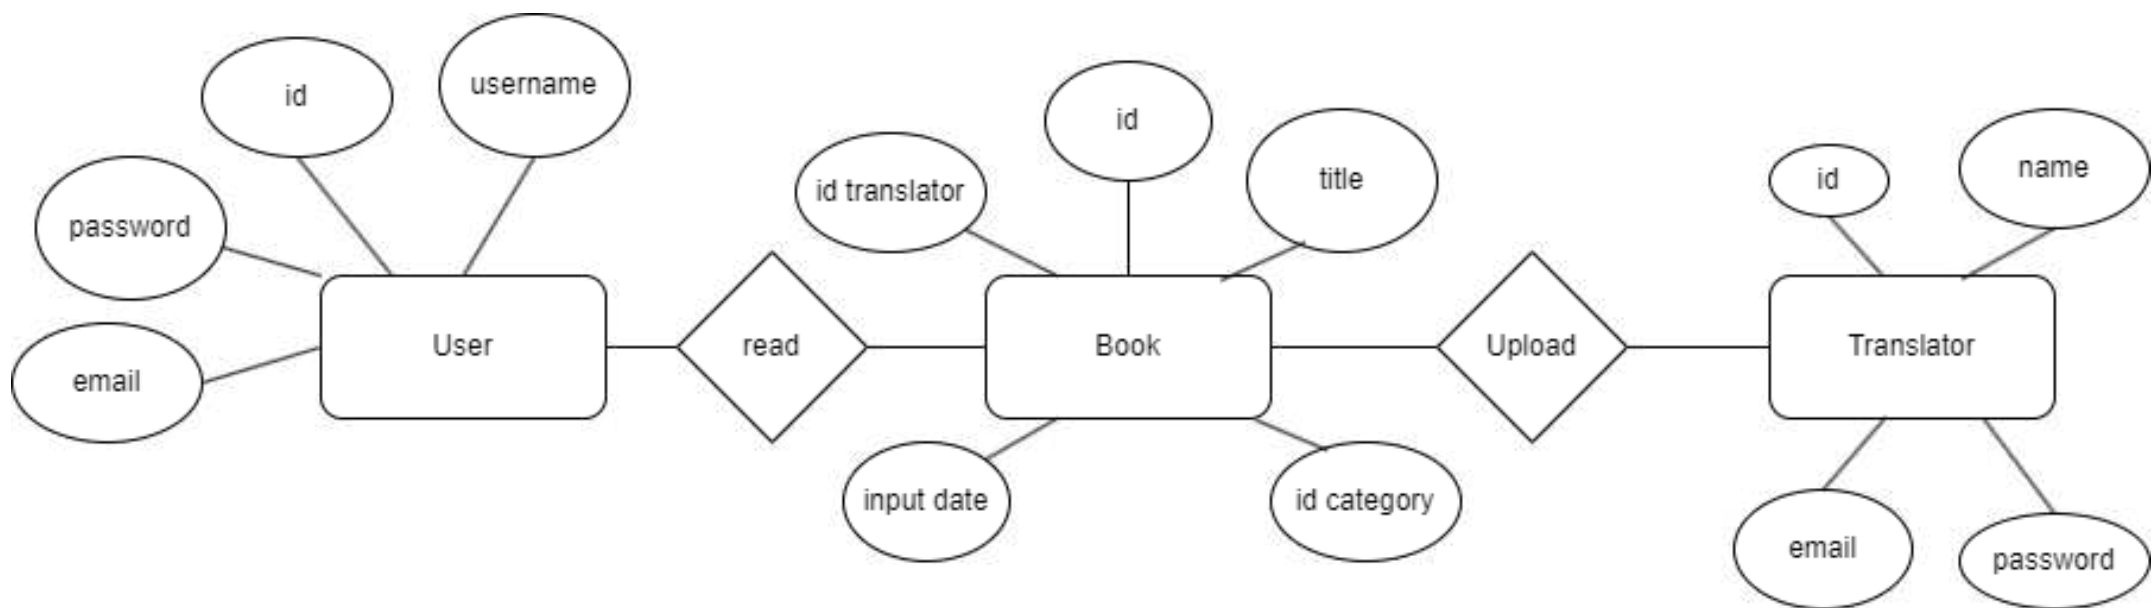 username
id
id
title
name
id
id translator
password
User
read
Book
Upload
Translator
email
input date
id category
email
password